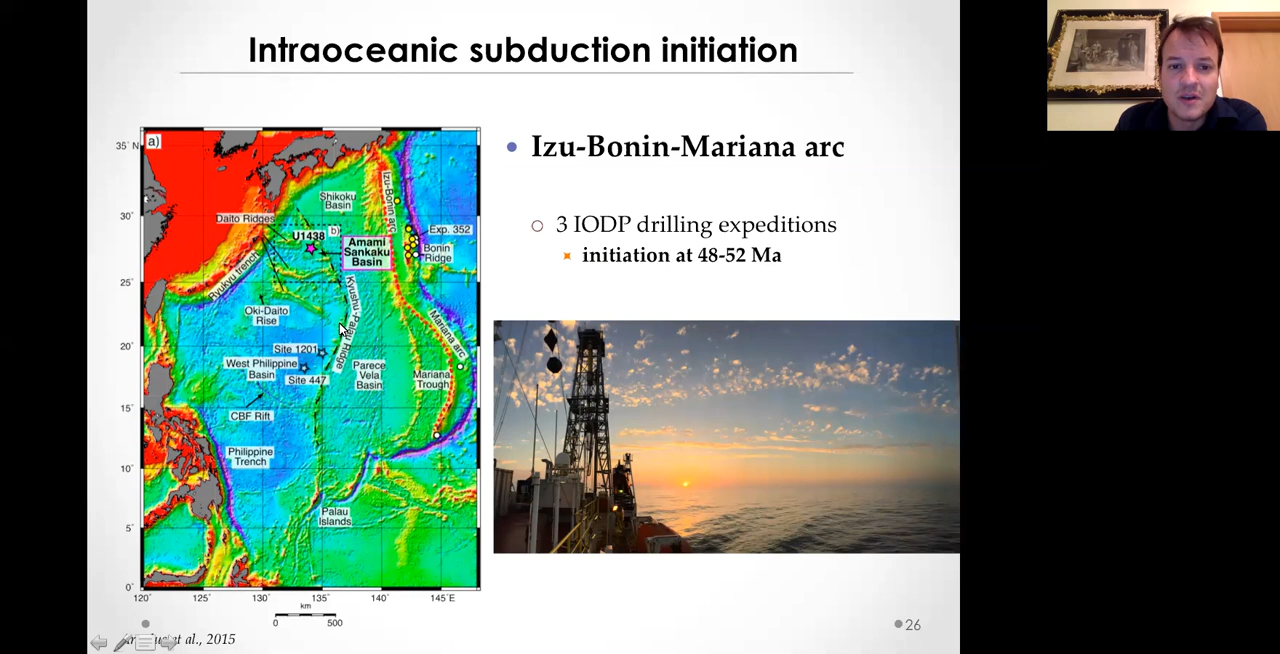 Intraoceanic subduction initiation
a)
35° N
30°
25°
20°
15°
10°
5°
0°
120°
125°
130°
135°
140°
145°E
km
0
500
Shikoku
Basin
Izu-Bonin arc
Daito Ridges
U1438
b)
Amami
Sankaku
Basin
Exp. 352
Bonin
Ridge
Ryukyu trench
Kyushu-Palau Ridge
Oki-Daito
Rise
Mariana arc
Site 1201
West Philippine
Basin
Site 447
Parece
Vela
Basin
Mariana
Trough
CBF Rift
Philippine
Trench
Palau
Islands
Izu-Bonin-Mariana arc
3 IODP drilling expeditions
initiation at 48-52 Ma
al., 2015
26